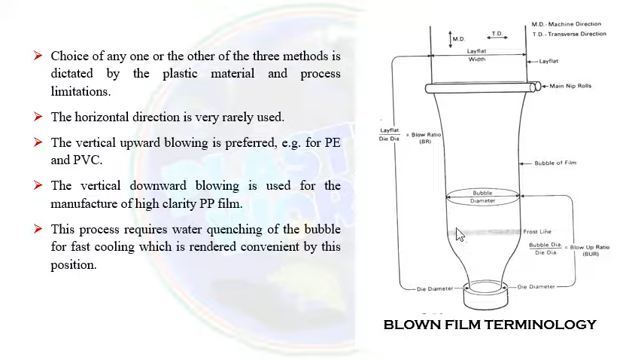 Choice of any one or the other of the three methods is
dictated by the plastic material and process
limitations.
The horizontal direction is very rarely used.
The vertical upward blowing is preferred, e.g. for PE
and PVC.
The vertical downward blowing is used for the
manufacture of high clarity PP film.
This process requires water quenching of the bubble
for fast cooling which is rendered convenient by this
position.
M.D.-Machine Direction
T.D.-Transverse Direction
M.D.
T.D.
Layflat
Width
Layflat
Main Nip Rolls
Layflat
Die Dia
= Blow Ratio
(BR)
Bubble of Film
Bubble
Diameter
Frost Line
Bubble Dia.
Die Dia.
= Blow Up Ratio
(BUR)
Die Diameter
Die Diameter
BLOWN FILM TERMINOLOGY